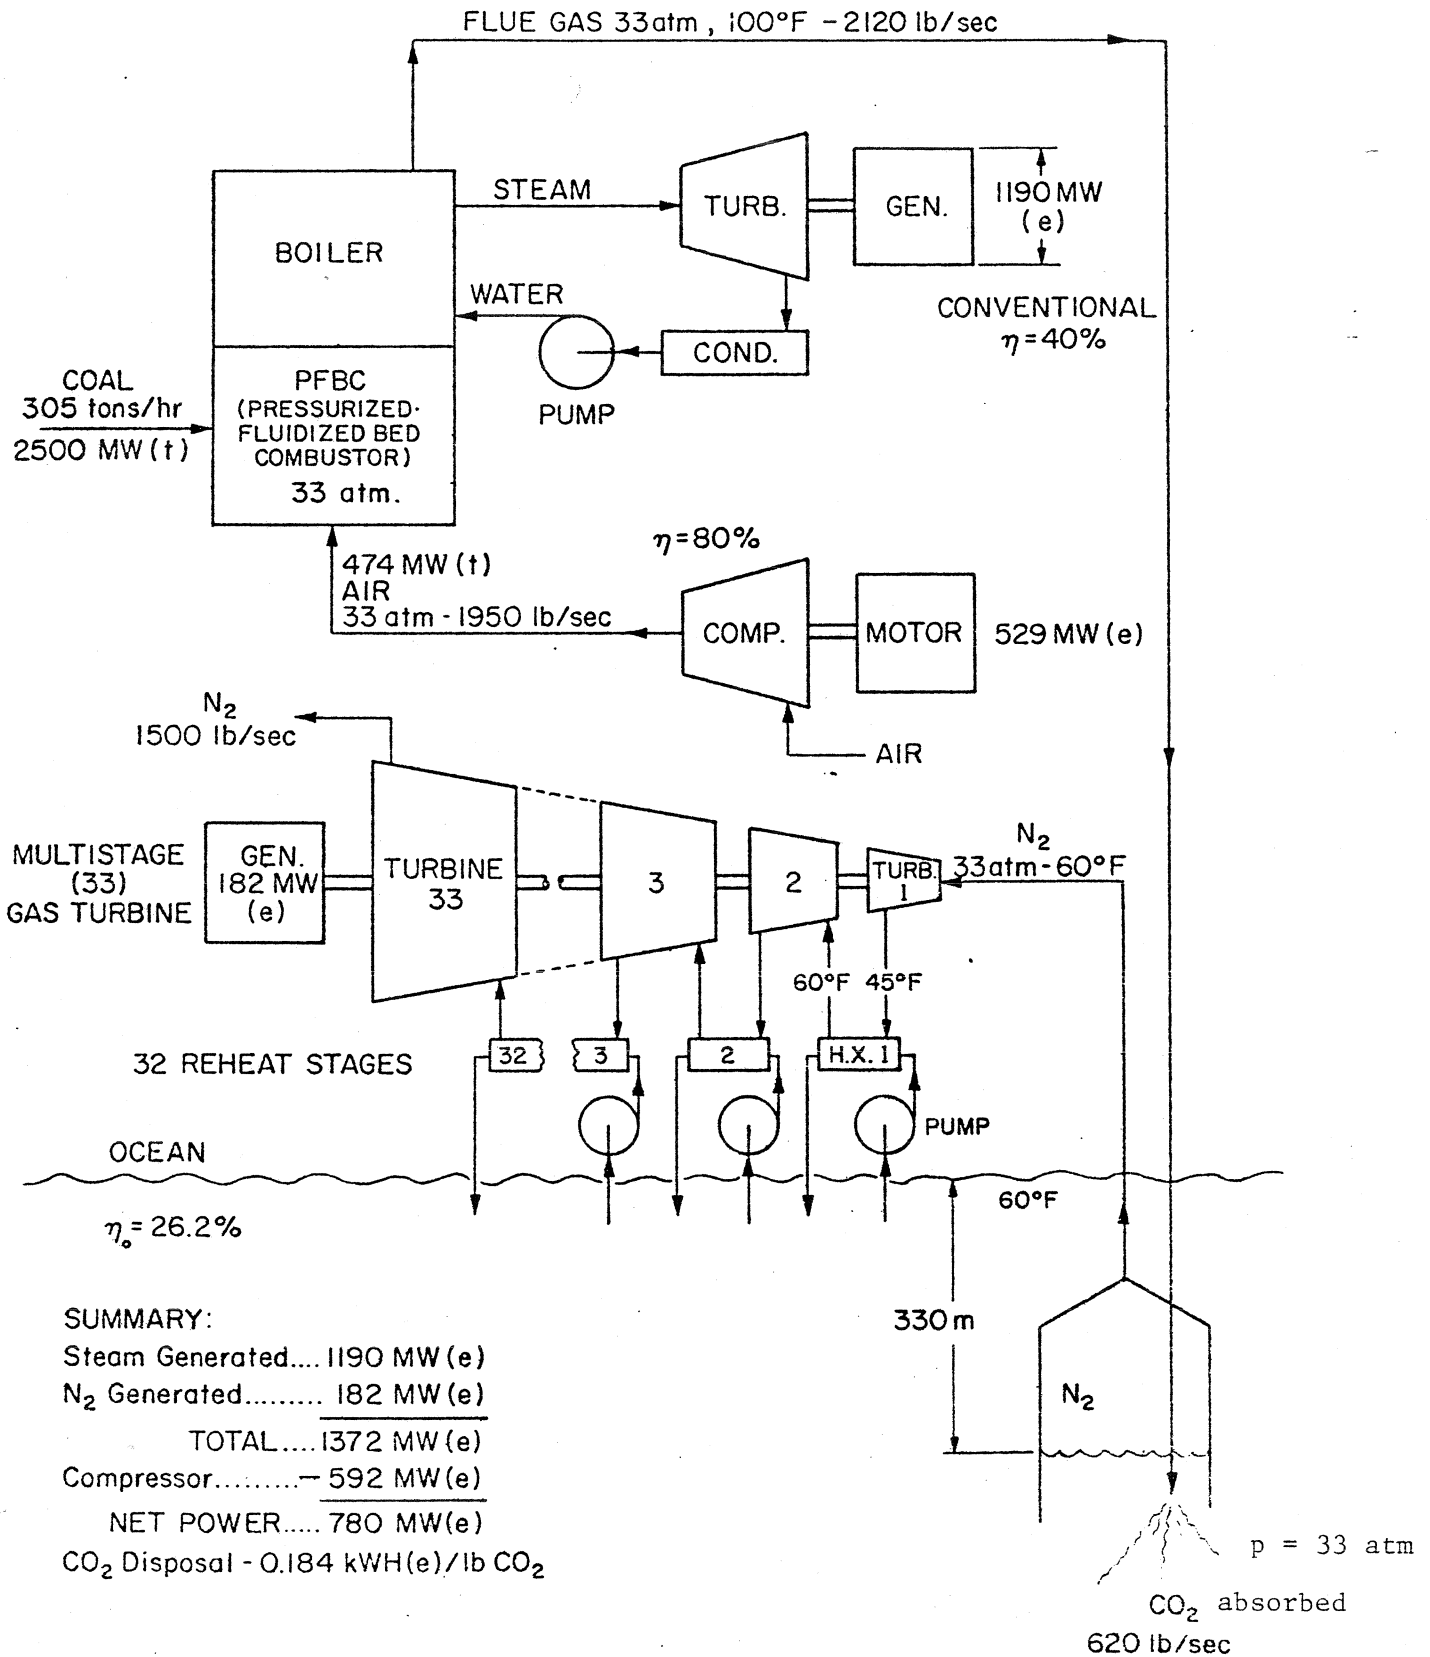 FLUE GAS 33atm, 100°F - 2120 lb/sec
BOILER
STEAM
TURB.
GEN.
1190 MW
(e)
WATER
PUMP
COND.
CONVENTIONAL
η=40%
COAL
305 tons/hr
2500 MW(t)
PFBC
(PRESSURIZED-
FLUIDIZED BED
COMBUSTOR)
33 atm.
474 MW(t)
AIR
33 atm - 1950 lb/sec
η=80%
COMP.
MOTOR
529 MW(e)
AIR
N₂
1500 lb/sec
MULTISTAGE
(33)
GAS TURBINE
GEN.
182 MW
(e)
TURBINE
33
3
2
TURB.
1
N₂
33atm-60°F
60°F
45°F
32 REHEAT STAGES
32
3
2
H.X. 1
PUMP
OCEAN
60°F
ηₒ= 26.2%
330 m
N₂
SUMMARY:
Steam Generated.... 1190 MW(e)
N₂ Generated......... 182 MW(e)
TOTAL.... 1372 MW(e)
Compressor.......... - 592 MW(e)
NET POWER..... 780 MW(e)
CO₂ Disposal - 0.184 kWH(e)/lb CO₂
p = 33 atm
CO₂ absorbed
620 lb/sec